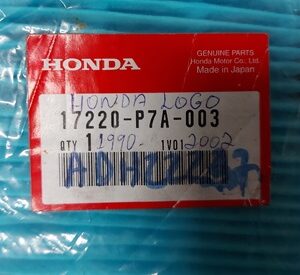 GENUINE PARTS
HONDA
Honda Motor Co., Ltd.
Made in Japan
HONDA LOGO
17220-P7A-003
QTY 1 1990- 1V01 2002